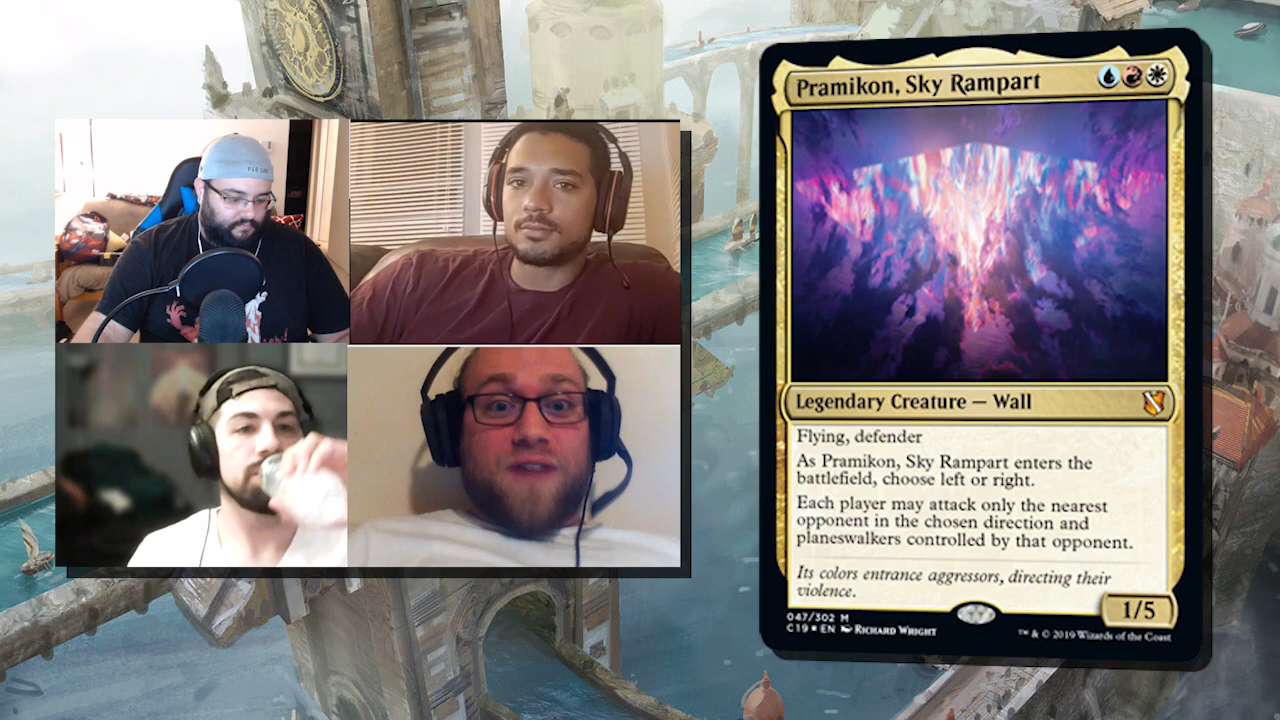 Pramikon, Sky Rampart
Legendary Creature — Wall
Flying, defender
As Pramikon, Sky Rampart enters the
battlefield, choose left or right.
Each player may attack only the nearest
opponent in the chosen direction and
planeswalkers controlled by that opponent.
Its colors entrance aggressors, directing their
violence.
1/5
047/302 M
C19 ★ EN Richard Wright
™ & © 2019 Wizards of the Coast